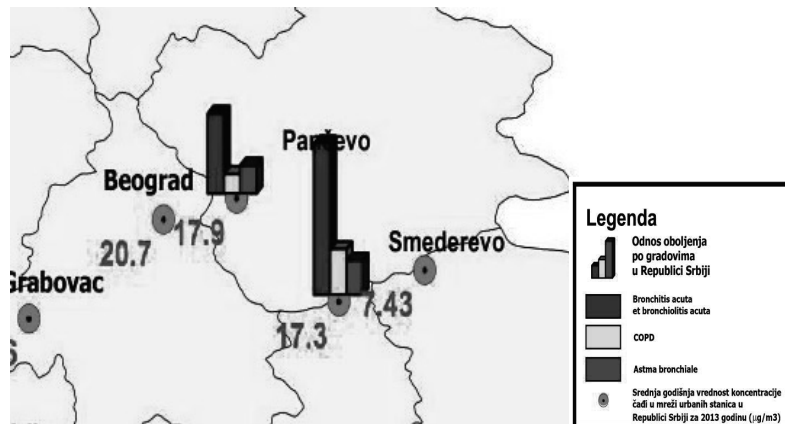 Pančevo
Beograd
17.9
20.7
Smederevo
Grabovac
7.43
17.3
6
Legenda
Odnos oboljenja
po gradovima
u Republici Srbiji
Bronchitis acuta
et bronchiolitis acuta
COPD
Astma bronchiale
Srednja godišnja vrednost koncentracije
čađi u mreži urbanih stanica u
Republici Srbiji za 2013 godinu (µg/m3)